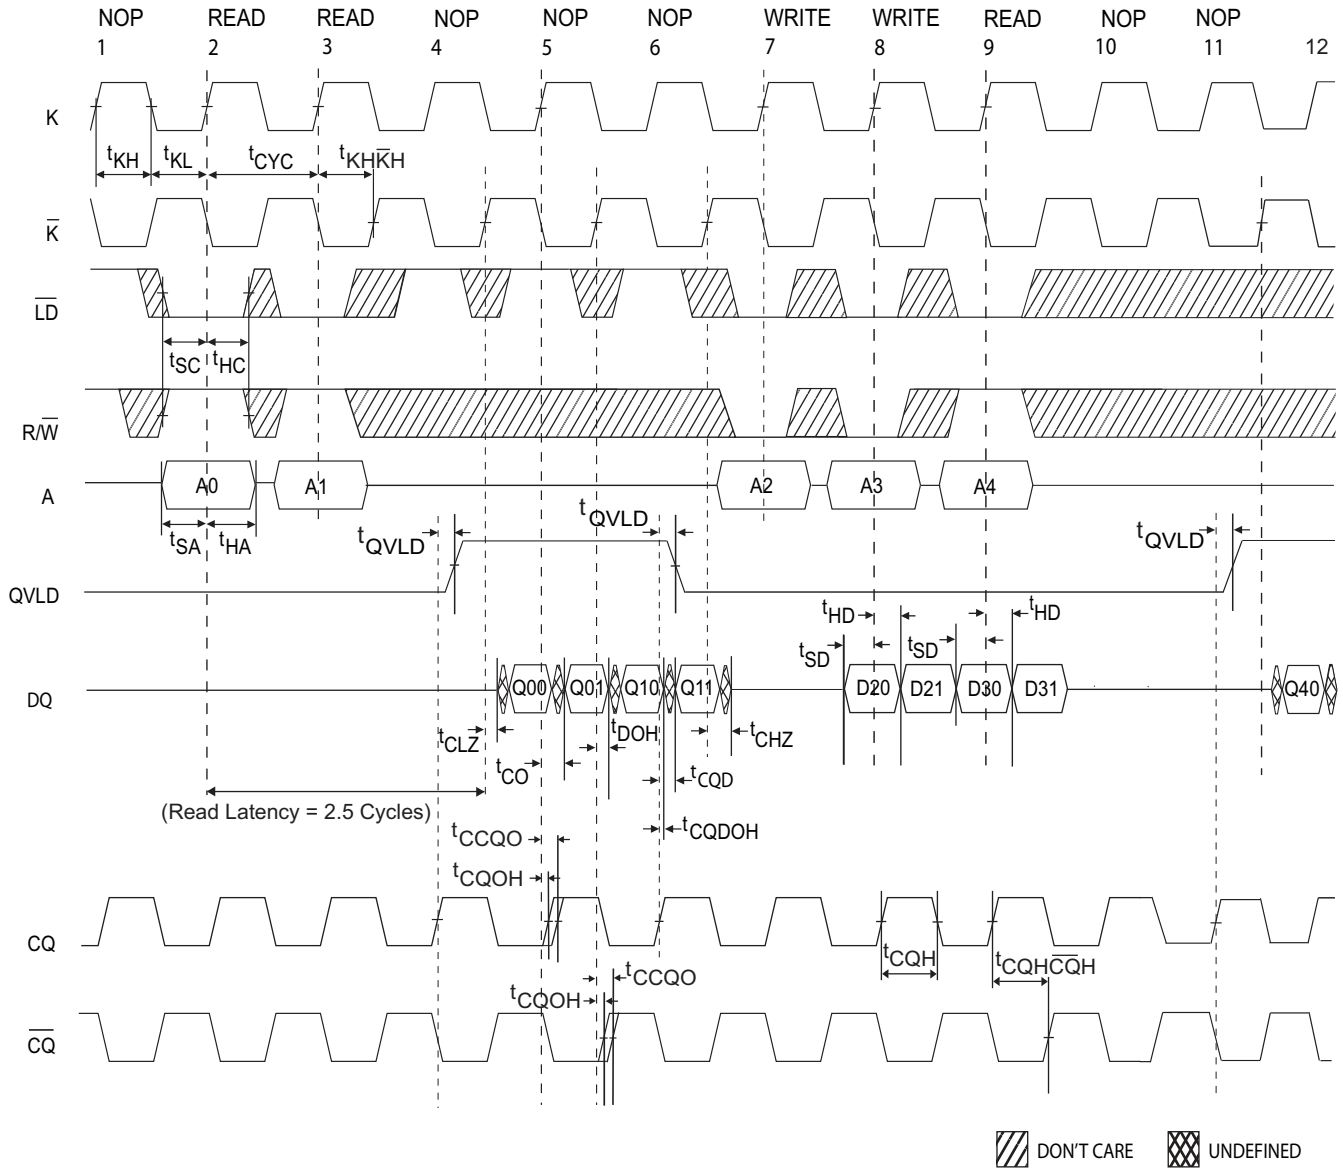 NOP READ READ NOP NOP NOP WRITE WRITE READ NOP NOP
1 2 3 4 5 6 7 8 9 10 11 12
K
tKH tKL tCYC tKHK̅H
K̅
L̅D̅
tSC tHC
R/W̅
A A0 A1 A2 A3 A4
tSA tHA tQVLD tQVLD tQVLD
QVLD
tHD tHD
tSD tSD
DQ Q00 Q01 Q10 Q11 D20 D21 D30 D31 Q40
tCLZ tDOH tCHZ
tCO tCQD
(Read Latency = 2.5 Cycles)
tCQDOH
tCCQO
tCQOH
CQ
tCQH tCQHC̅Q̅H
tCCQO
tCQOH
C̅Q̅
DON'T CARE UNDEFINED